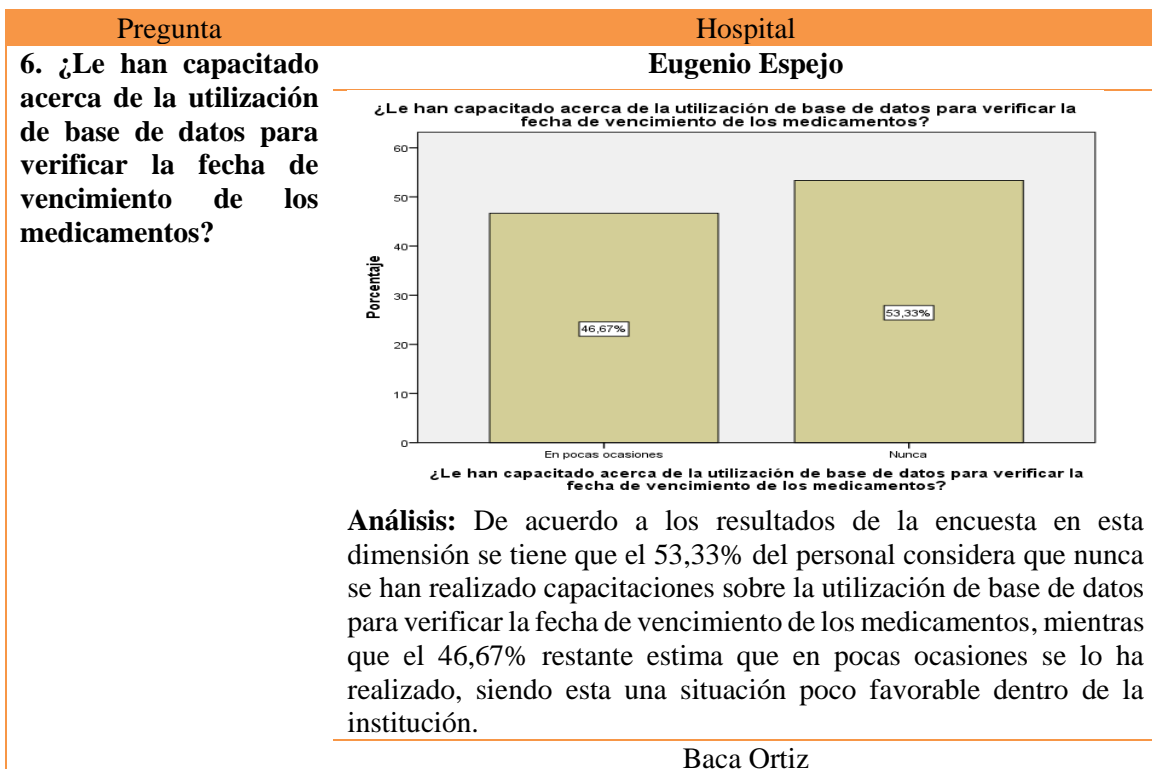 Pregunta
Hospital
6. ¿Le han capacitado
acerca de la utilización
de base de datos para
verificar la fecha de
vencimiento de los
medicamentos?
Eugenio Espejo
¿Le han capacitado acerca de la utilización de base de datos para verificar la
fecha de vencimiento de los medicamentos?
Porcentaje
60
50
40
30
20
10
0
46,67%
53,33%
En pocas ocasiones
Nunca
¿Le han capacitado acerca de la utilización de base de datos para verificar la
fecha de vencimiento de los medicamentos?
Análisis: De acuerdo a los resultados de la encuesta en esta
dimensión se tiene que el 53,33% del personal considera que nunca
se han realizado capacitaciones sobre la utilización de base de datos
para verificar la fecha de vencimiento de los medicamentos, mientras
que el 46,67% restante estima que en pocas ocasiones se lo ha
realizado, siendo esta una situación poco favorable dentro de la
institución.
Baca Ortiz